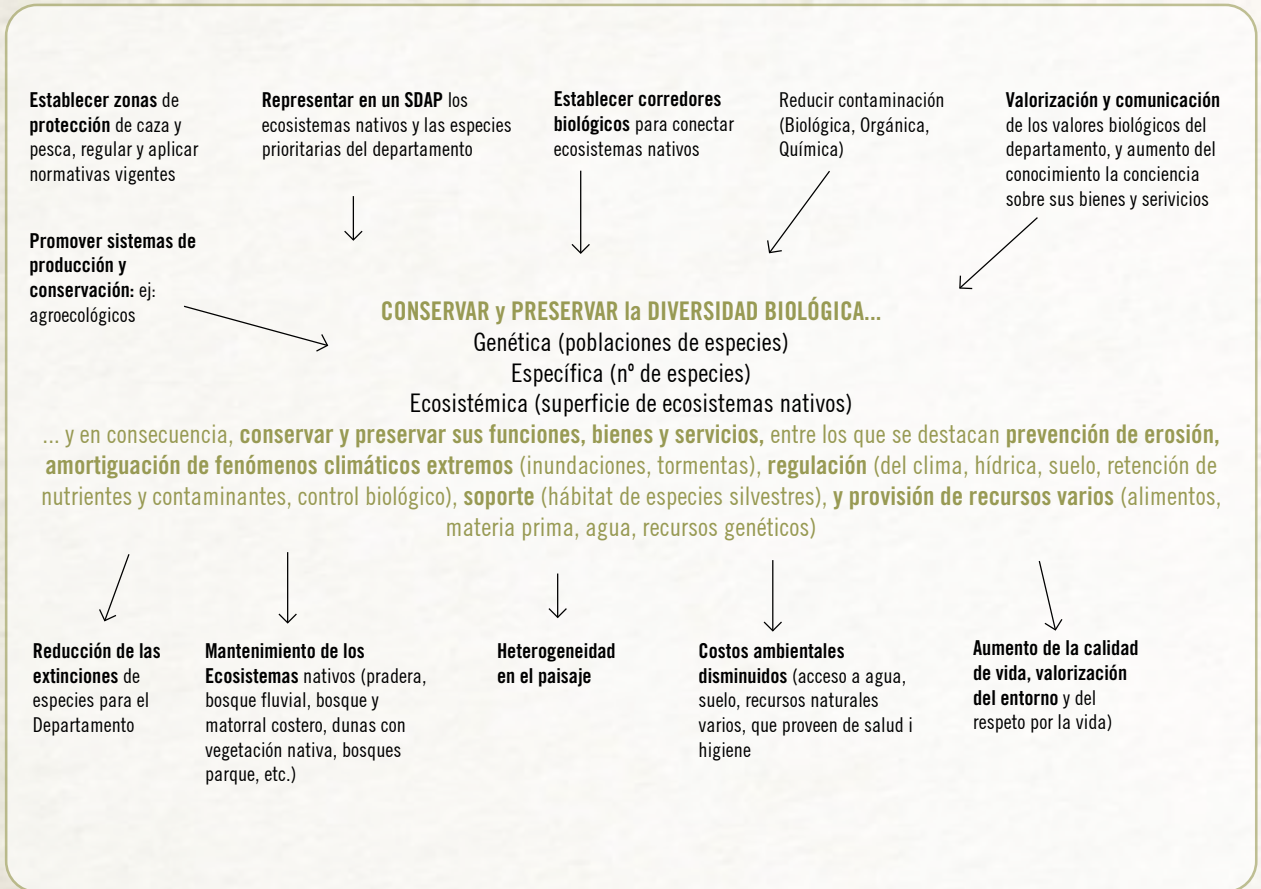 Establecer zonas de
protección de caza y
pesca, regular y aplicar
normativas vigentes
Representar en un SDAP los
ecosistemas nativos y las especies
prioritarias del departamento
Establecer corredores
biológicos para conectar
ecosistemas nativos
Reducir contaminación
(Biológica, Orgánica,
Química)
Valorización y comunicación
de los valores biológicos del
departamento, y aumento del
conocimiento la conciencia
sobre sus bienes y serivicios
Promover sistemas de
producción y
conservación: ej:
agroecológicos
CONSERVAR y PRESERVAR la DIVERSIDAD BIOLÓGICA...
Genética (poblaciones de especies)
Específica (nº de especies)
Ecosistémica (superficie de ecosistemas nativos)
... y en consecuencia, conservar y preservar sus funciones, bienes y servicios, entre los que se destacan prevención de erosión,
amortiguación de fenómenos climáticos extremos (inundaciones, tormentas), regulación (del clima, hídrica, suelo, retención de
nutrientes y contaminantes, control biológico), soporte (hábitat de especies silvestres), y provisión de recursos varios (alimentos,
materia prima, agua, recursos genéticos)
Reducción de las
extinciones de
especies para el
Departamento
Mantenimiento de los
Ecosistemas nativos (pradera,
bosque fluvial, bosque y
matorral costero, dunas con
vegetación nativa, bosques
parque, etc.)
Heterogeneidad
en el paisaje
Costos ambientales
disminuidos (acceso a agua,
suelo, recursos naturales
varios, que proveen de salud i
higiene
Aumento de la calidad
de vida, valorización
del entorno y del
respeto por la vida)